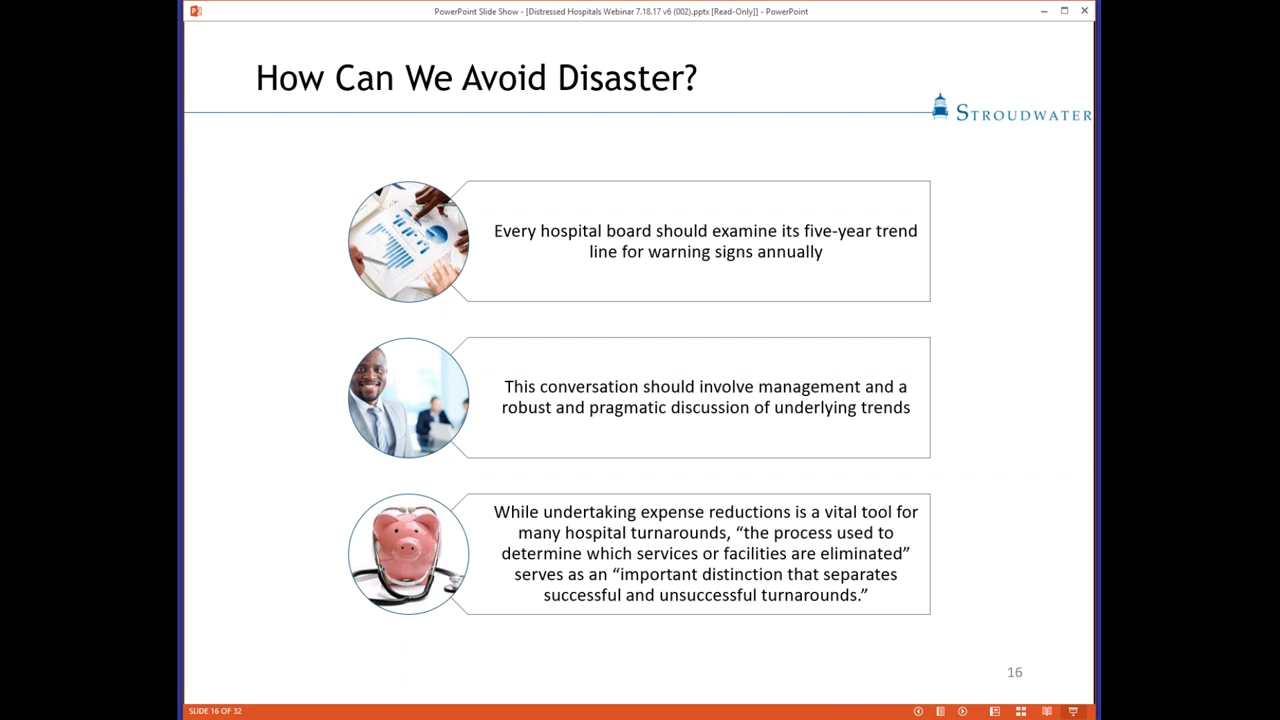 PowerPoint Slide Show - [Distressed Hospitals Webinar 7.18.17 v6 (002).pptx [Read-Only]] - PowerPoint
How Can We Avoid Disaster?
STROUDWATER
Every hospital board should examine its five-year trend
line for warning signs annually
This conversation should involve management and a
robust and pragmatic discussion of underlying trends
While undertaking expense reductions is a vital tool for
many hospital turnarounds, “the process used to
determine which services or facilities are eliminated”
serves as an “important distinction that separates
successful and unsuccessful turnarounds.”
16
SLIDE 16 OF 32